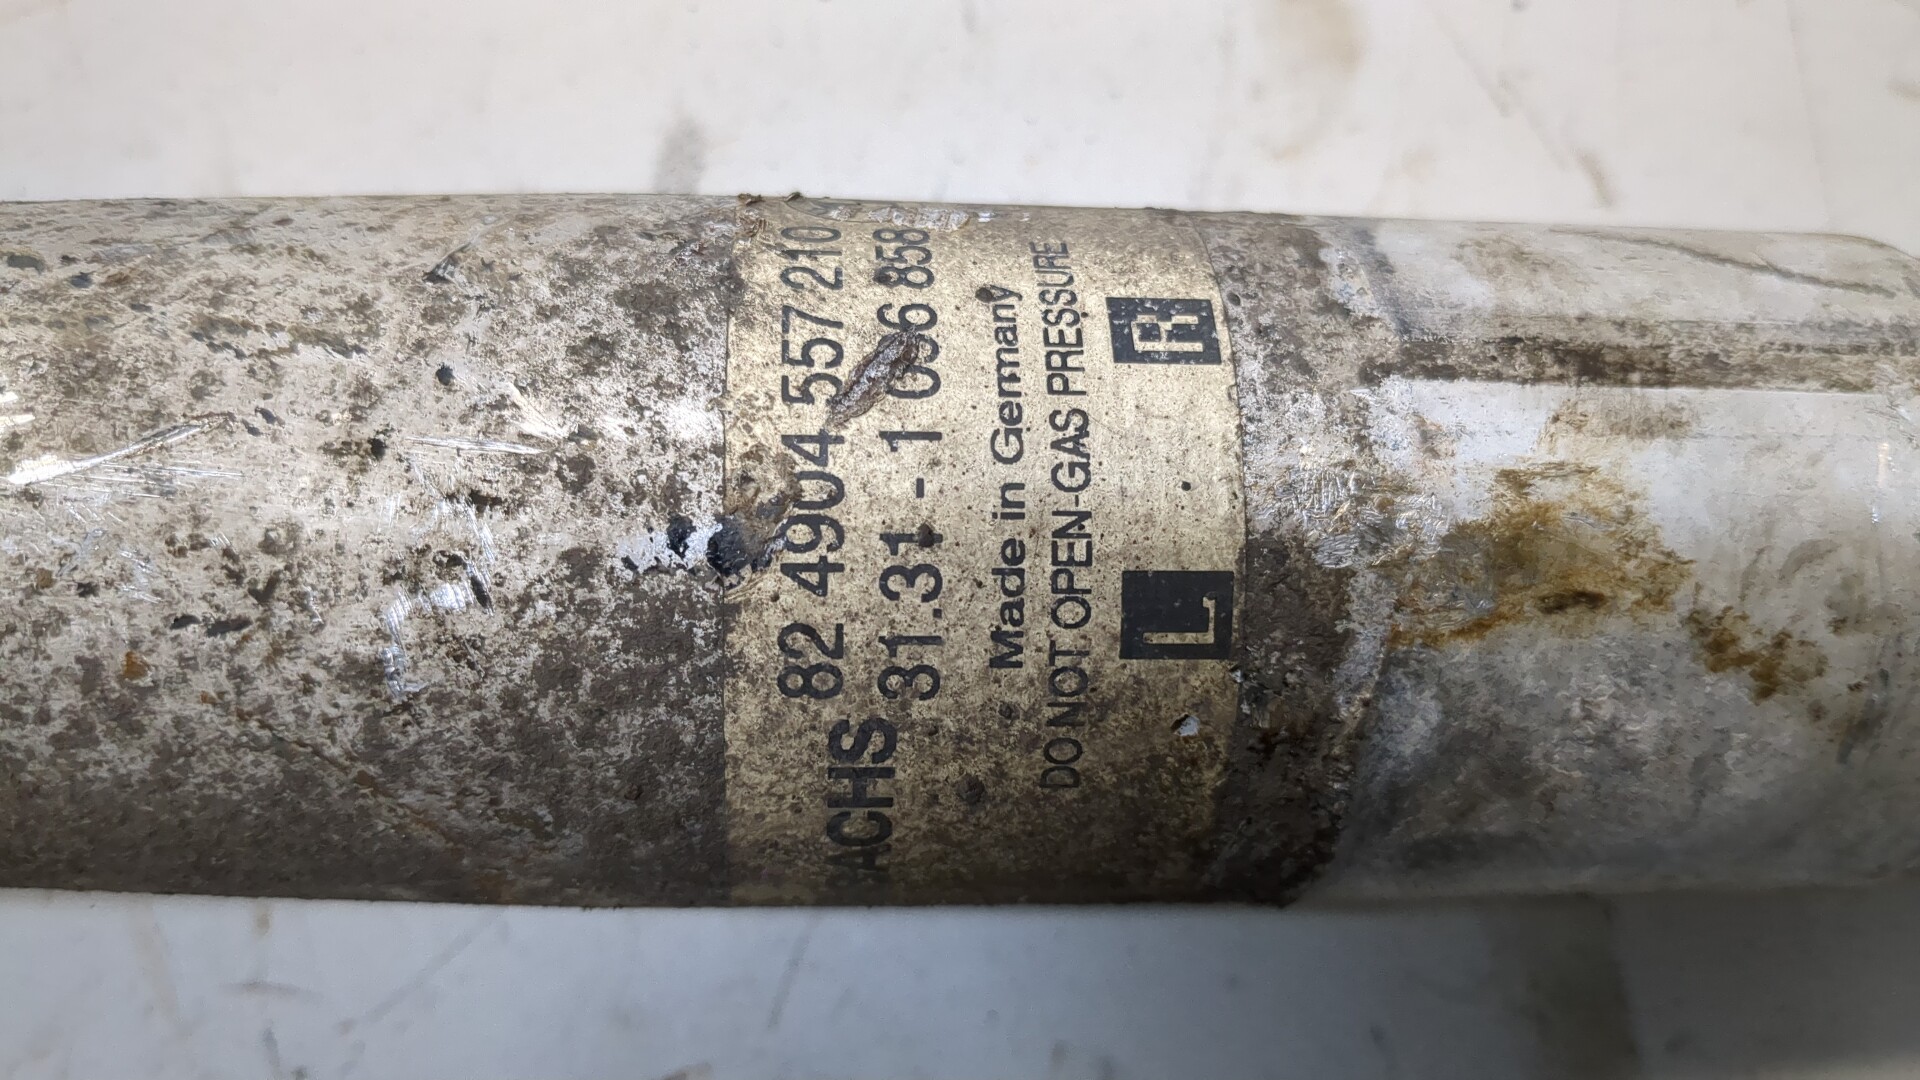 82 4904 557 210
ACHS 31.31 - 1 096 858
Made in Germany
DO NOT OPEN-GAS PRESSURE
L R